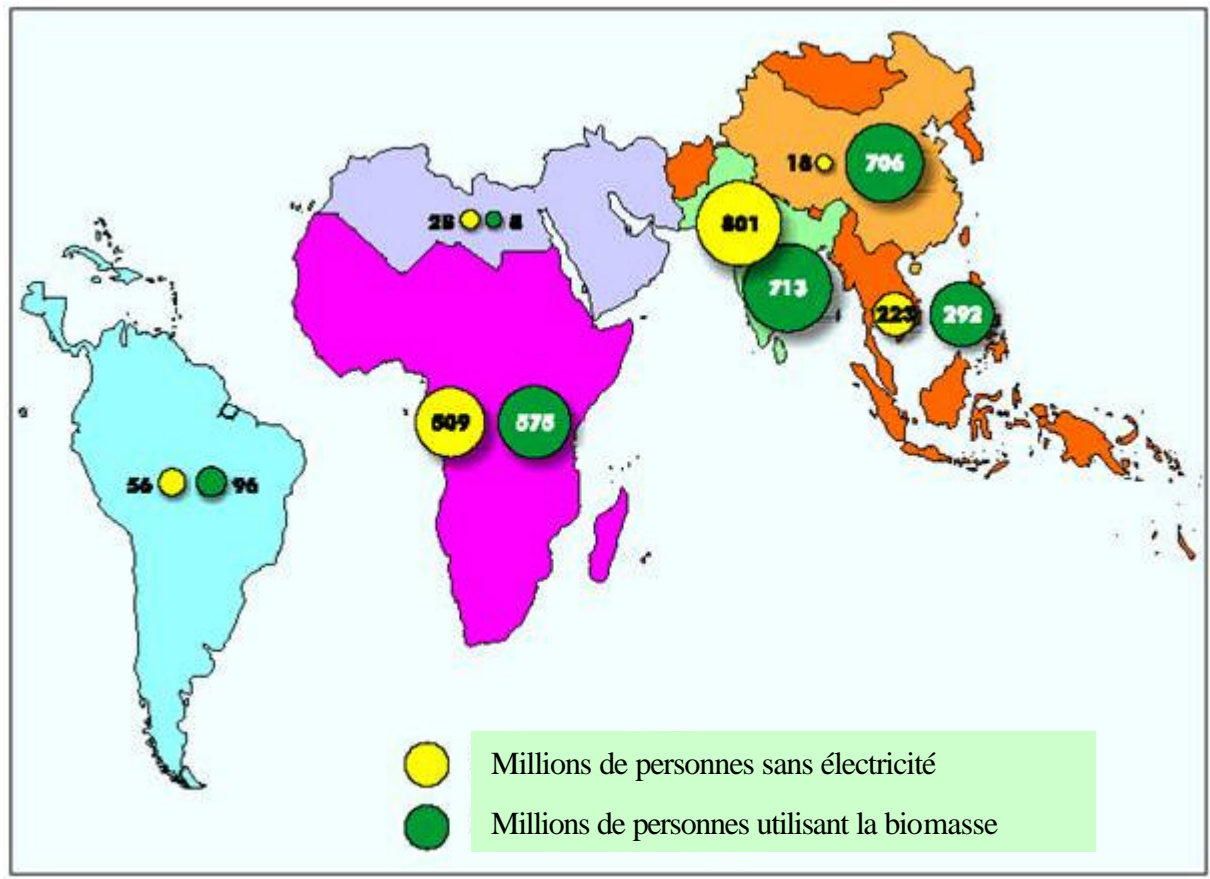 18 706
28 8 801
713
223 292
509 575
56 96
Millions de personnes sans électricité
Millions de personnes utilisant la biomasse